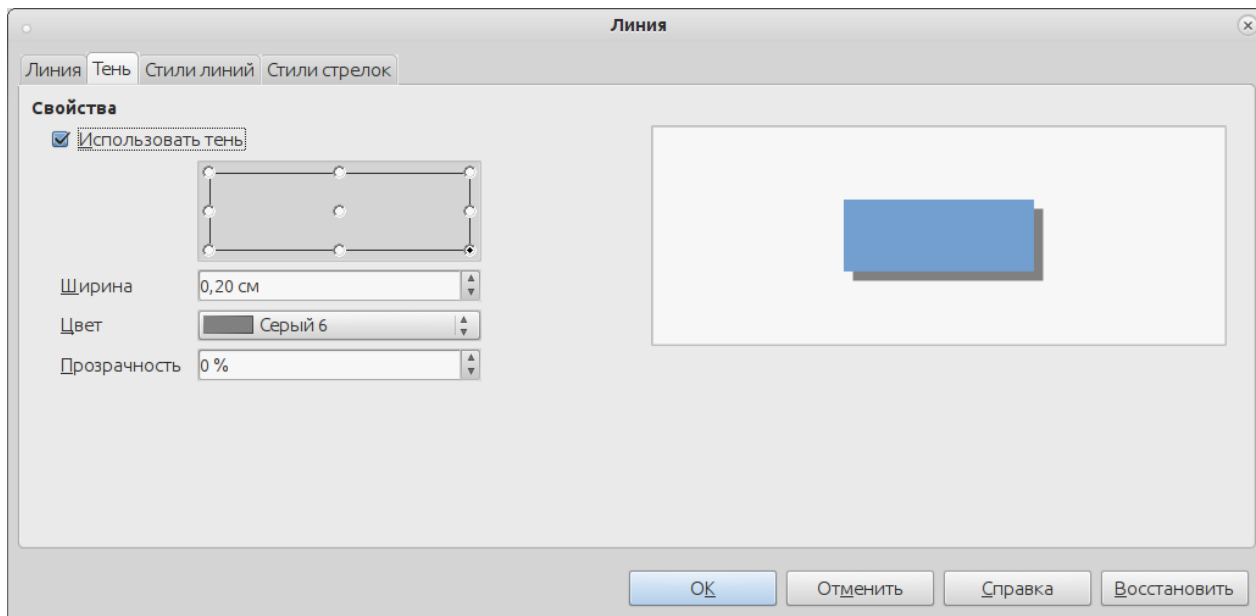 Линия
Линия Тень Стили линий Стили стрелок
Свойства
Использовать тень
Ширина 0,20 см
Цвет Серый 6
Прозрачность 0 %
OK Отменить Справка Восстановить